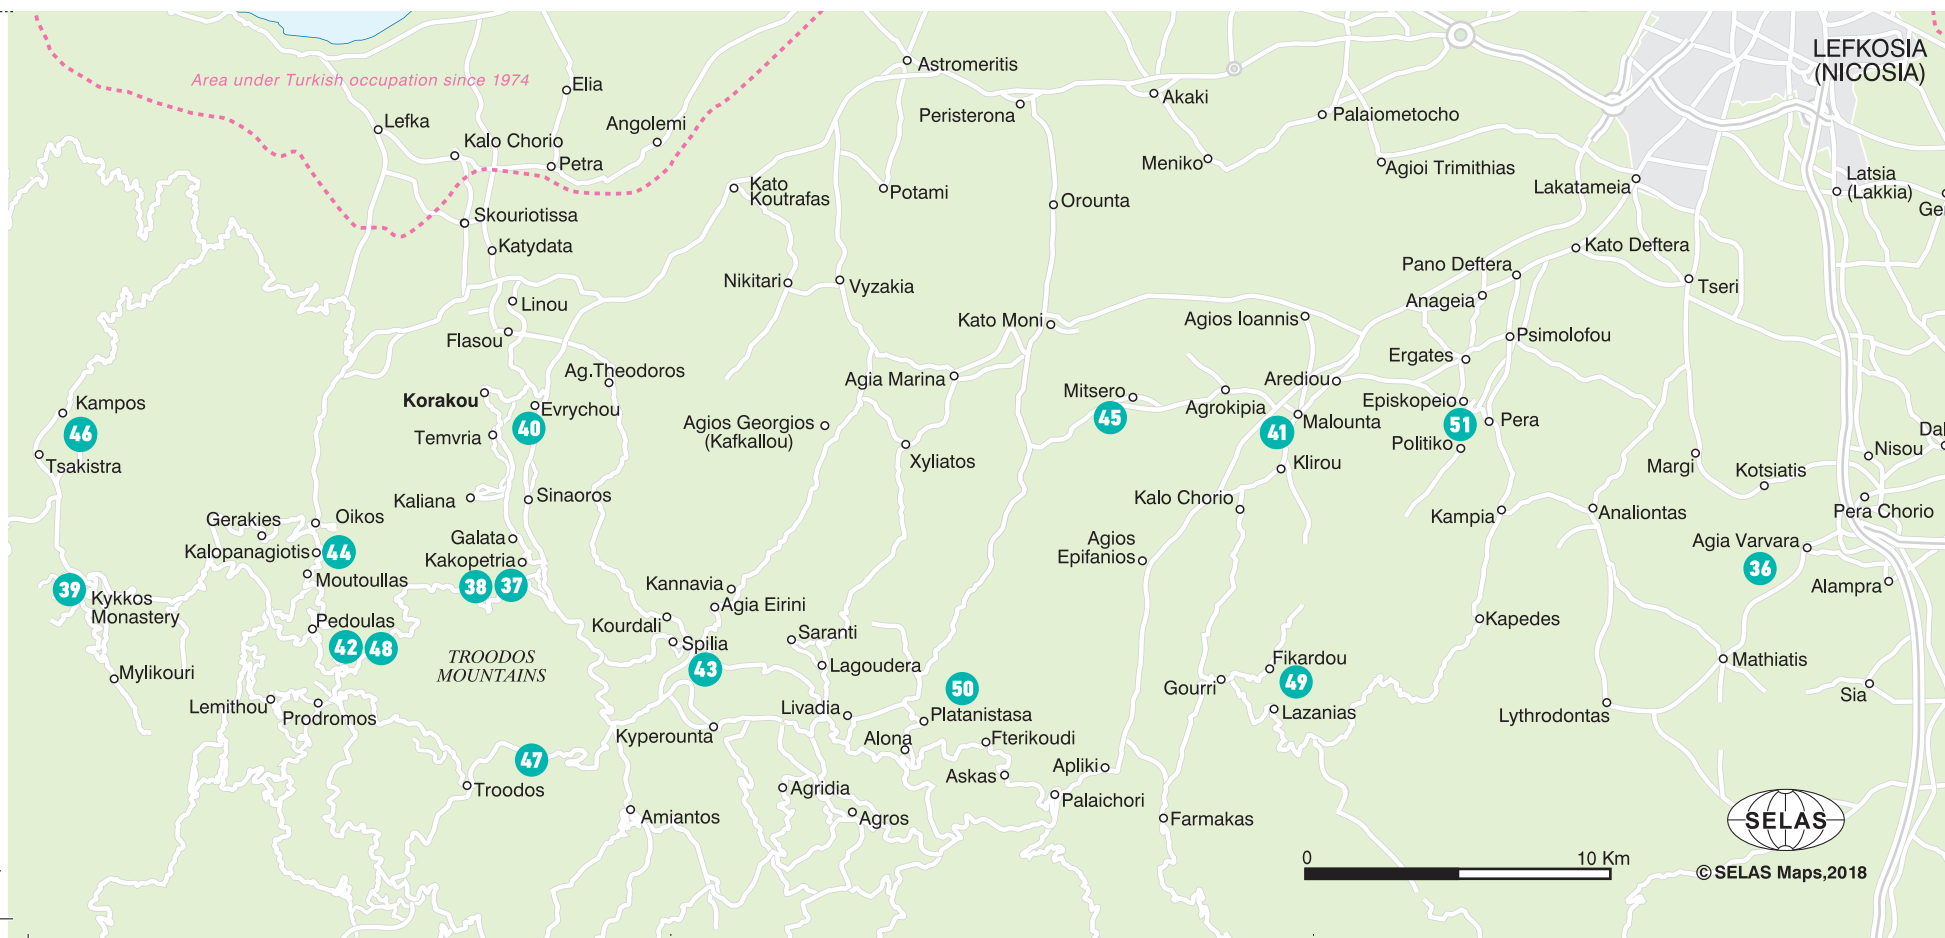 LEFKOSIA
(NICOSIA)
Astromeritis
Area under Turkish occupation since 1974
Elia
Akaki
Peristerona
Palaiometocho
Lefka
Angolemi
Kalo Chorio
Petra
Meniko
Agioi Trimithias
Latsia
(Lakkia)
Kato
Koutrafas
Potami
Lakatameia
Orounta
Ge
Skouriotissa
Katydata
Kato Deftera
Pano Deftera
Nikitari
Vyzakia
Tseri
Anageia
Linou
Kato Moni
Agios Ioannis
Flasou
Psimolofou
Ergates
Ag.Theodoros
Agia Marina
Arediou
Mitsero
Korakou
Kampos
Evrychou
Agrokipia
Episkopeio
45
46
40
Agios Georgios
(Kafkallou)
41
Malounta
51
Pera
Temvria
Politiko
Dal
Nisou
Tsakistra
Xyliatos
Klirou
Margi
Kotsiatis
Kaliana
Sinaoros
Kalo Chorio
Gerakies
Oikos
Kampia
Analiontas
Pera Chorio
Galata
Agios
Epifanios
Agia Varvara
Kalopanagiotis
44
Kakopetria
36
Moutoullas
38
37
Kannavia
Alampra
39
Kykkos
Monastery
Agia Eirini
Pedoulas
Kourdali
Saranti
Kapedes
42
48
Spilia
TROODOS
MOUNTAINS
43
Lagoudera
Fikardou
Mathiatis
Mylikouri
50
Gourri
49
Sia
Lemithou
Prodromos
Livadia
Platanistasa
Lazanias
Lythrodontas
Kyperounta
Alona
Fterikoudi
47
Askas
Apliki
Troodos
Agridia
Palaichori
Amiantos
Agros
Farmakas
SELAS
0
10 Km
© SELAS Maps,2018